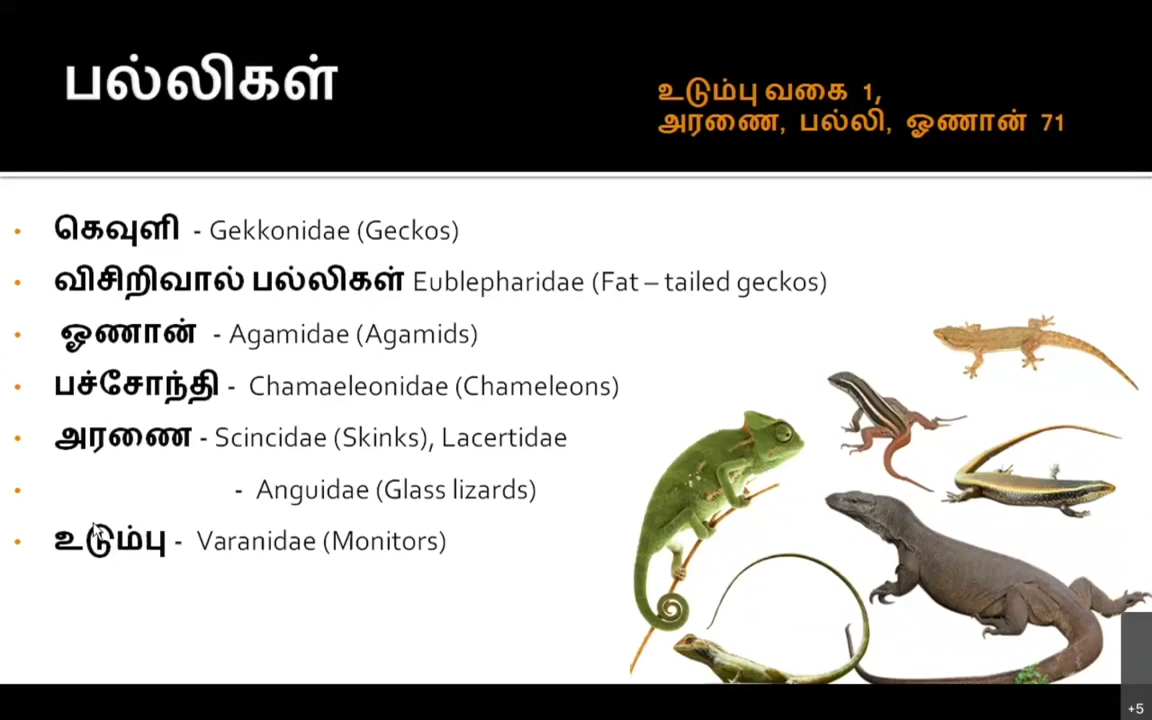 பல்லிகள்
உடும்பு வகை 1,
அரணை, பல்லி, ஓணான் 71
• கெவுளி - Gekkonidae (Geckos)
• விசிறிவால் பல்லிகள் Eublepharidae (Fat – tailed geckos)
• ஓணான் - Agamidae (Agamids)
• பச்சோந்தி - Chamaeleonidae (Chameleons)
• அரணை - Scincidae (Skinks), Lacertidae
• - Anguidae (Glass lizards)
• உடும்பு - Varanidae (Monitors)
+5